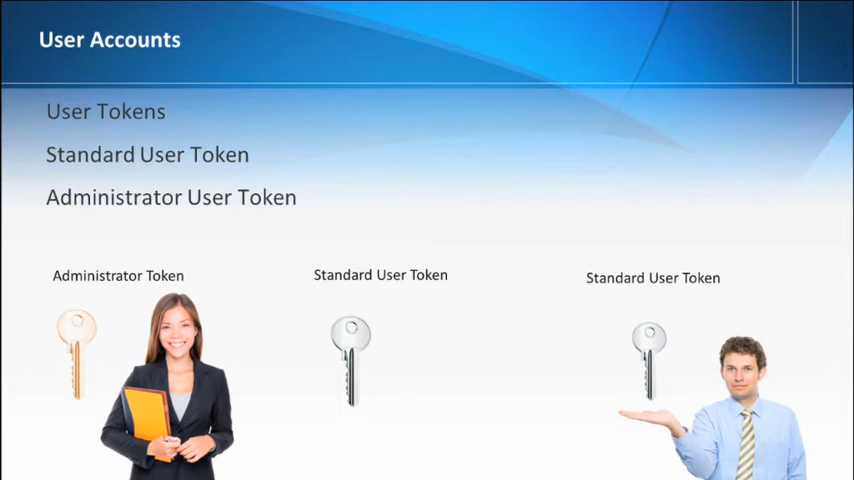 User Accounts
User Tokens
Standard User Token
Administrator User Token
Administrator Token
Standard User Token
Standard User Token